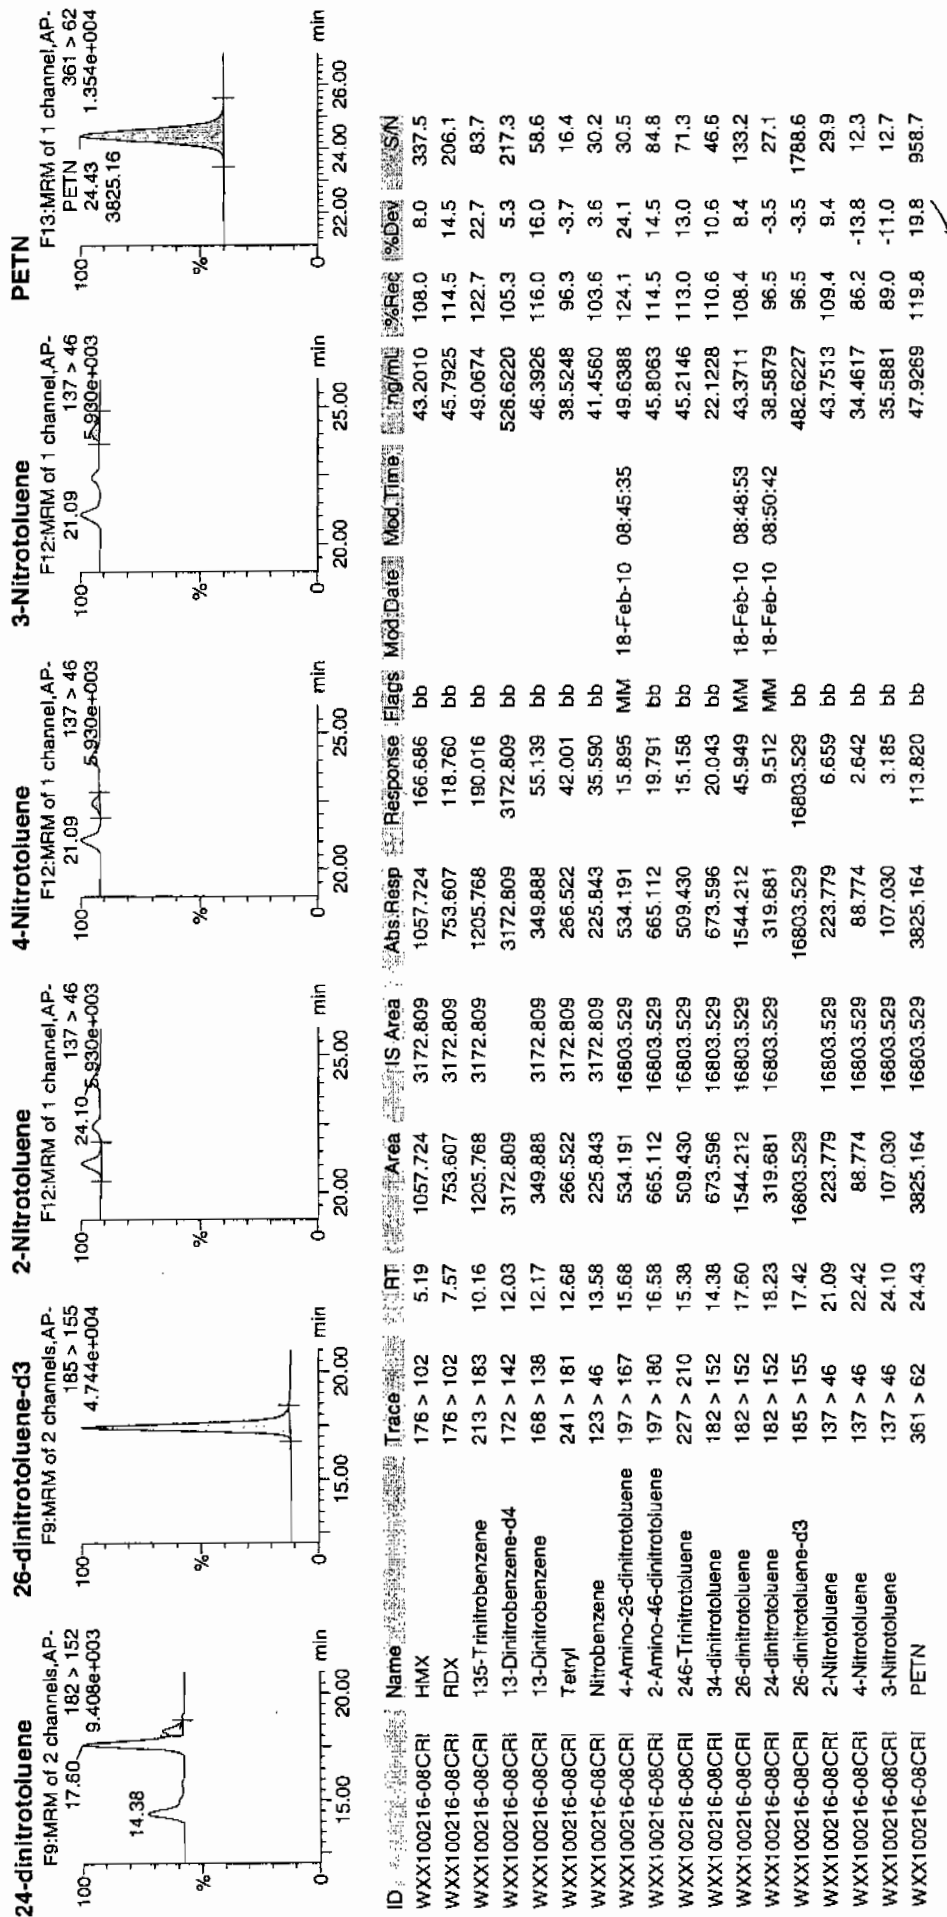 24-dinitrotoluene
F9:MRM of 2 channels,AP-
182 > 152
17.60
9.408e+003
14.38
100
%
0
15.00
20.00
min
26-dinitrotoluene-d3
F9:MRM of 2 channels,AP-
185 > 155
4.744e+004
100
%
0
15.00
20.00
min
2-Nitrotoluene
F12:MRM of 1 channel,AP-
137 > 46
24.10
5.930e+003
100
%
0
20.00
25.00
min
4-Nitrotoluene
F12:MRM of 1 channel,AP-
137 > 46
21.09
5.930e+003
100
%
0
20.00
25.00
min
3-Nitrotoluene
F12:MRM of 1 channel,AP-
137 > 46
21.09
5.930e+003
100
%
0
20.00
25.00
min
PETN
F13:MRM of 1 channel,AP-
PETN 361 > 62
24.43 1.354e+004
3825.16
100
%
0
22.00
24.00
26.00
min
ID Name Trace RT Area IS Area Abs.Resp Response Flags Mod.Date Mod.Time ng/mL %Rec %Dev S/N
WXX100216-08CRI HMX 176 > 102 5.19 1057.724 3172.809 1057.724 166.686 bb 43.2010 108.0 8.0 337.5
WXX100216-08CRI RDX 176 > 102 7.57 753.607 3172.809 753.607 118.760 bb 45.7925 114.5 14.5 206.1
WXX100216-08CRI 135-Trinitrobenzene 213 > 183 10.16 1205.768 3172.809 1205.768 190.016 bb 49.0674 122.7 22.7 83.7
WXX100216-08CRI 13-Dinitrobenzene-d4 172 > 142 12.03 3172.809 3172.809 3172.809 bb 526.6220 105.3 5.3 217.3
WXX100216-08CRI 13-Dinitrobenzene 168 > 138 12.17 349.888 3172.809 349.888 55.139 bb 46.3926 116.0 16.0 58.6
WXX100216-08CRI Tetryl 241 > 181 12.68 266.522 3172.809 266.522 42.001 bb 38.5248 96.3 -3.7 16.4
WXX100216-08CRI Nitrobenzene 123 > 46 13.58 225.843 3172.809 225.843 35.590 bb 41.4560 103.6 3.6 30.2
WXX100216-08CRI 4-Amino-26-dinitrotoluene 197 > 167 15.68 534.191 16803.529 534.191 15.895 MM 18-Feb-10 08:45:35 49.6388 124.1 24.1 30.5
WXX100216-08CRI 2-Amino-46-dinitrotoluene 197 > 180 16.58 665.112 16803.529 665.112 19.791 bb 45.8063 114.5 14.5 84.8
WXX100216-08CRI 246-Trinitrotoluene 227 > 210 15.38 509.430 16803.529 509.430 15.158 bb 45.2146 113.0 13.0 71.3
WXX100216-08CRI 34-dinitrotoluene 182 > 152 14.38 673.596 16803.529 673.596 20.043 bb 22.1228 110.6 10.6 46.6
WXX100216-08CRI 26-dinitrotoluene 182 > 152 17.60 1544.212 16803.529 1544.212 45.949 MM 18-Feb-10 08:48:53 43.3711 108.4 8.4 133.2
WXX100216-08CRI 24-dinitrotoluene 182 > 152 18.23 319.681 16803.529 319.681 9.512 MM 18-Feb-10 08:50:42 38.5879 96.5 -3.5 27.1
WXX100216-08CRI 26-dinitrotoluene-d3 185 > 155 17.42 16803.529 16803.529 16803.529 bb 482.6227 96.5 -3.5 1788.6
WXX100216-08CRI 2-Nitrotoluene 137 > 46 21.09 223.779 16803.529 223.779 6.659 bb 43.7513 109.4 9.4 29.9
WXX100216-08CRI 4-Nitrotoluene 137 > 46 22.42 88.774 16803.529 88.774 2.642 bb 34.4617 86.2 -13.8 12.3
WXX100216-08CRI 3-Nitrotoluene 137 > 46 24.10 107.030 16803.529 107.030 3.185 bb 35.5881 89.0 -11.0 12.7
WXX100216-08CRI PETN 361 > 62 24.43 3825.164 16803.529 3825.164 113.820 bb 47.9269 119.8 19.8 958.7